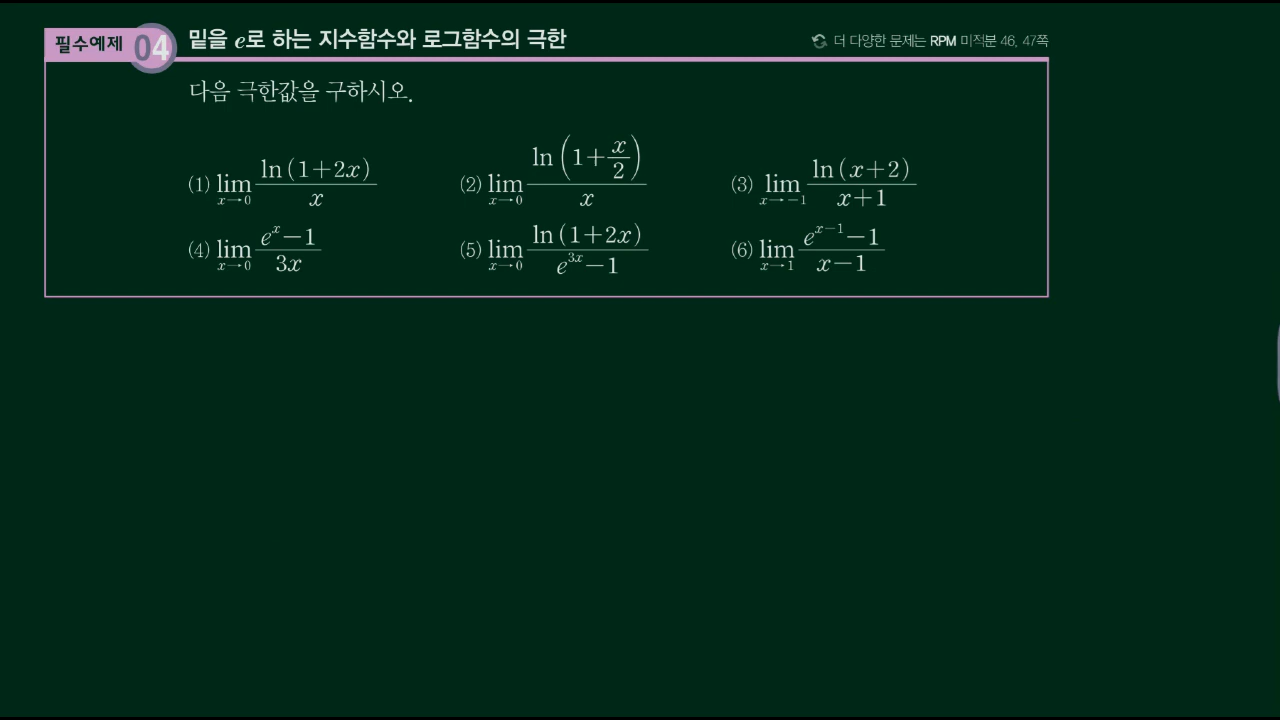 필수예제 04 밑을 e로 하는 지수함수와 로그함수의 극한 더 다양한 문제는 RPM 미적분 46, 47쪽
다음 극한값을 구하시오.
(1) lim_{x→0} ln(1+2x)/x (2) lim_{x→0} ln(1+x/2)/x (3) lim_{x→-1} ln(x+2)/(x+1)
(4) lim_{x→0} (e^x-1)/3x (5) lim_{x→0} ln(1+2x)/(e^{3x}-1) (6) lim_{x→1} (e^{x-1}-1)/(x-1)